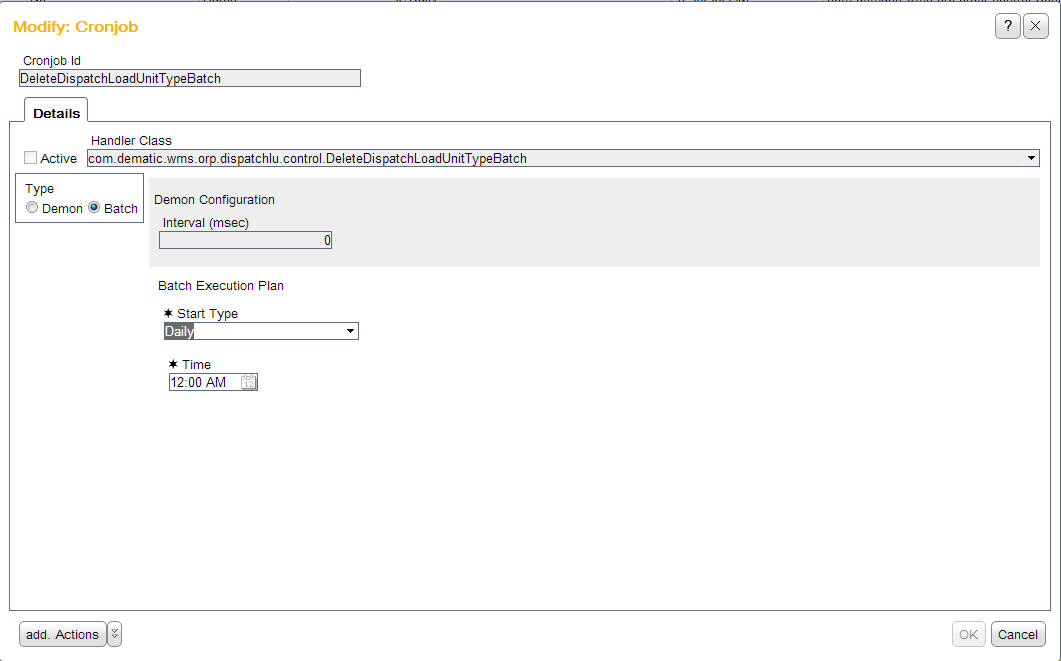 Modify: Cronjob
?
Cronjob Id
DeleteDispatchLoadUnitTypeBatch
Details
Handler Class
Active
com.dematic.wms.orp.dispatchlu.control.DeleteDispatchLoadUnitTypeBatch
Type
Demon Batch
Demon Configuration
Interval (msec)
0
Batch Execution Plan
✶ Start Type
Daily
✶ Time
12:00 AM
add. Actions
OK
Cancel